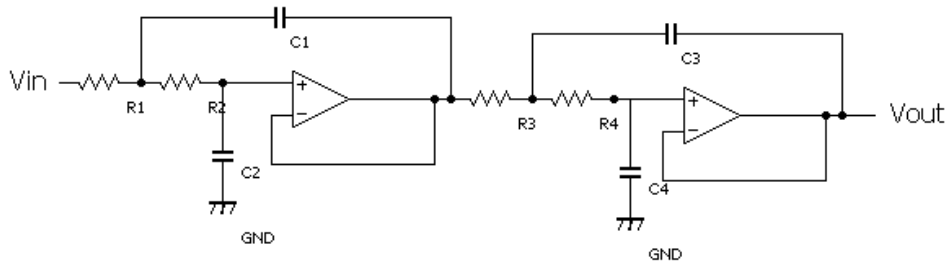 C1
C3
Vin
R1
R2
+
−
R3
R4
+
−
Vout
C2
C4
GND
GND